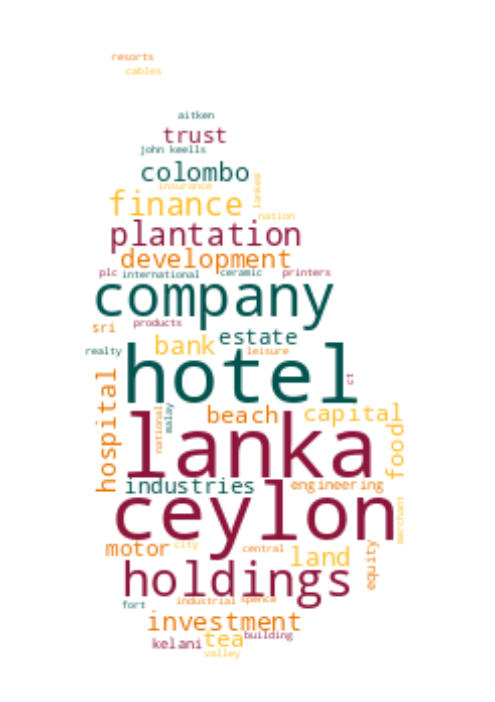 resorts
cables
aitken
trust
john keells
colombo
insurance
lankem
finance
nation
plantation
development
plc international ceramic printers
company
products
sri
estate
bank
realty
leisure
hotel
ct
hospital
national
malay
beach
capital
lanka
food
industries
engineering
ceylon
merchant
motor
city
central
land
equity
holdings
fort
industrial spence
investment
tea
building
kelani
valley